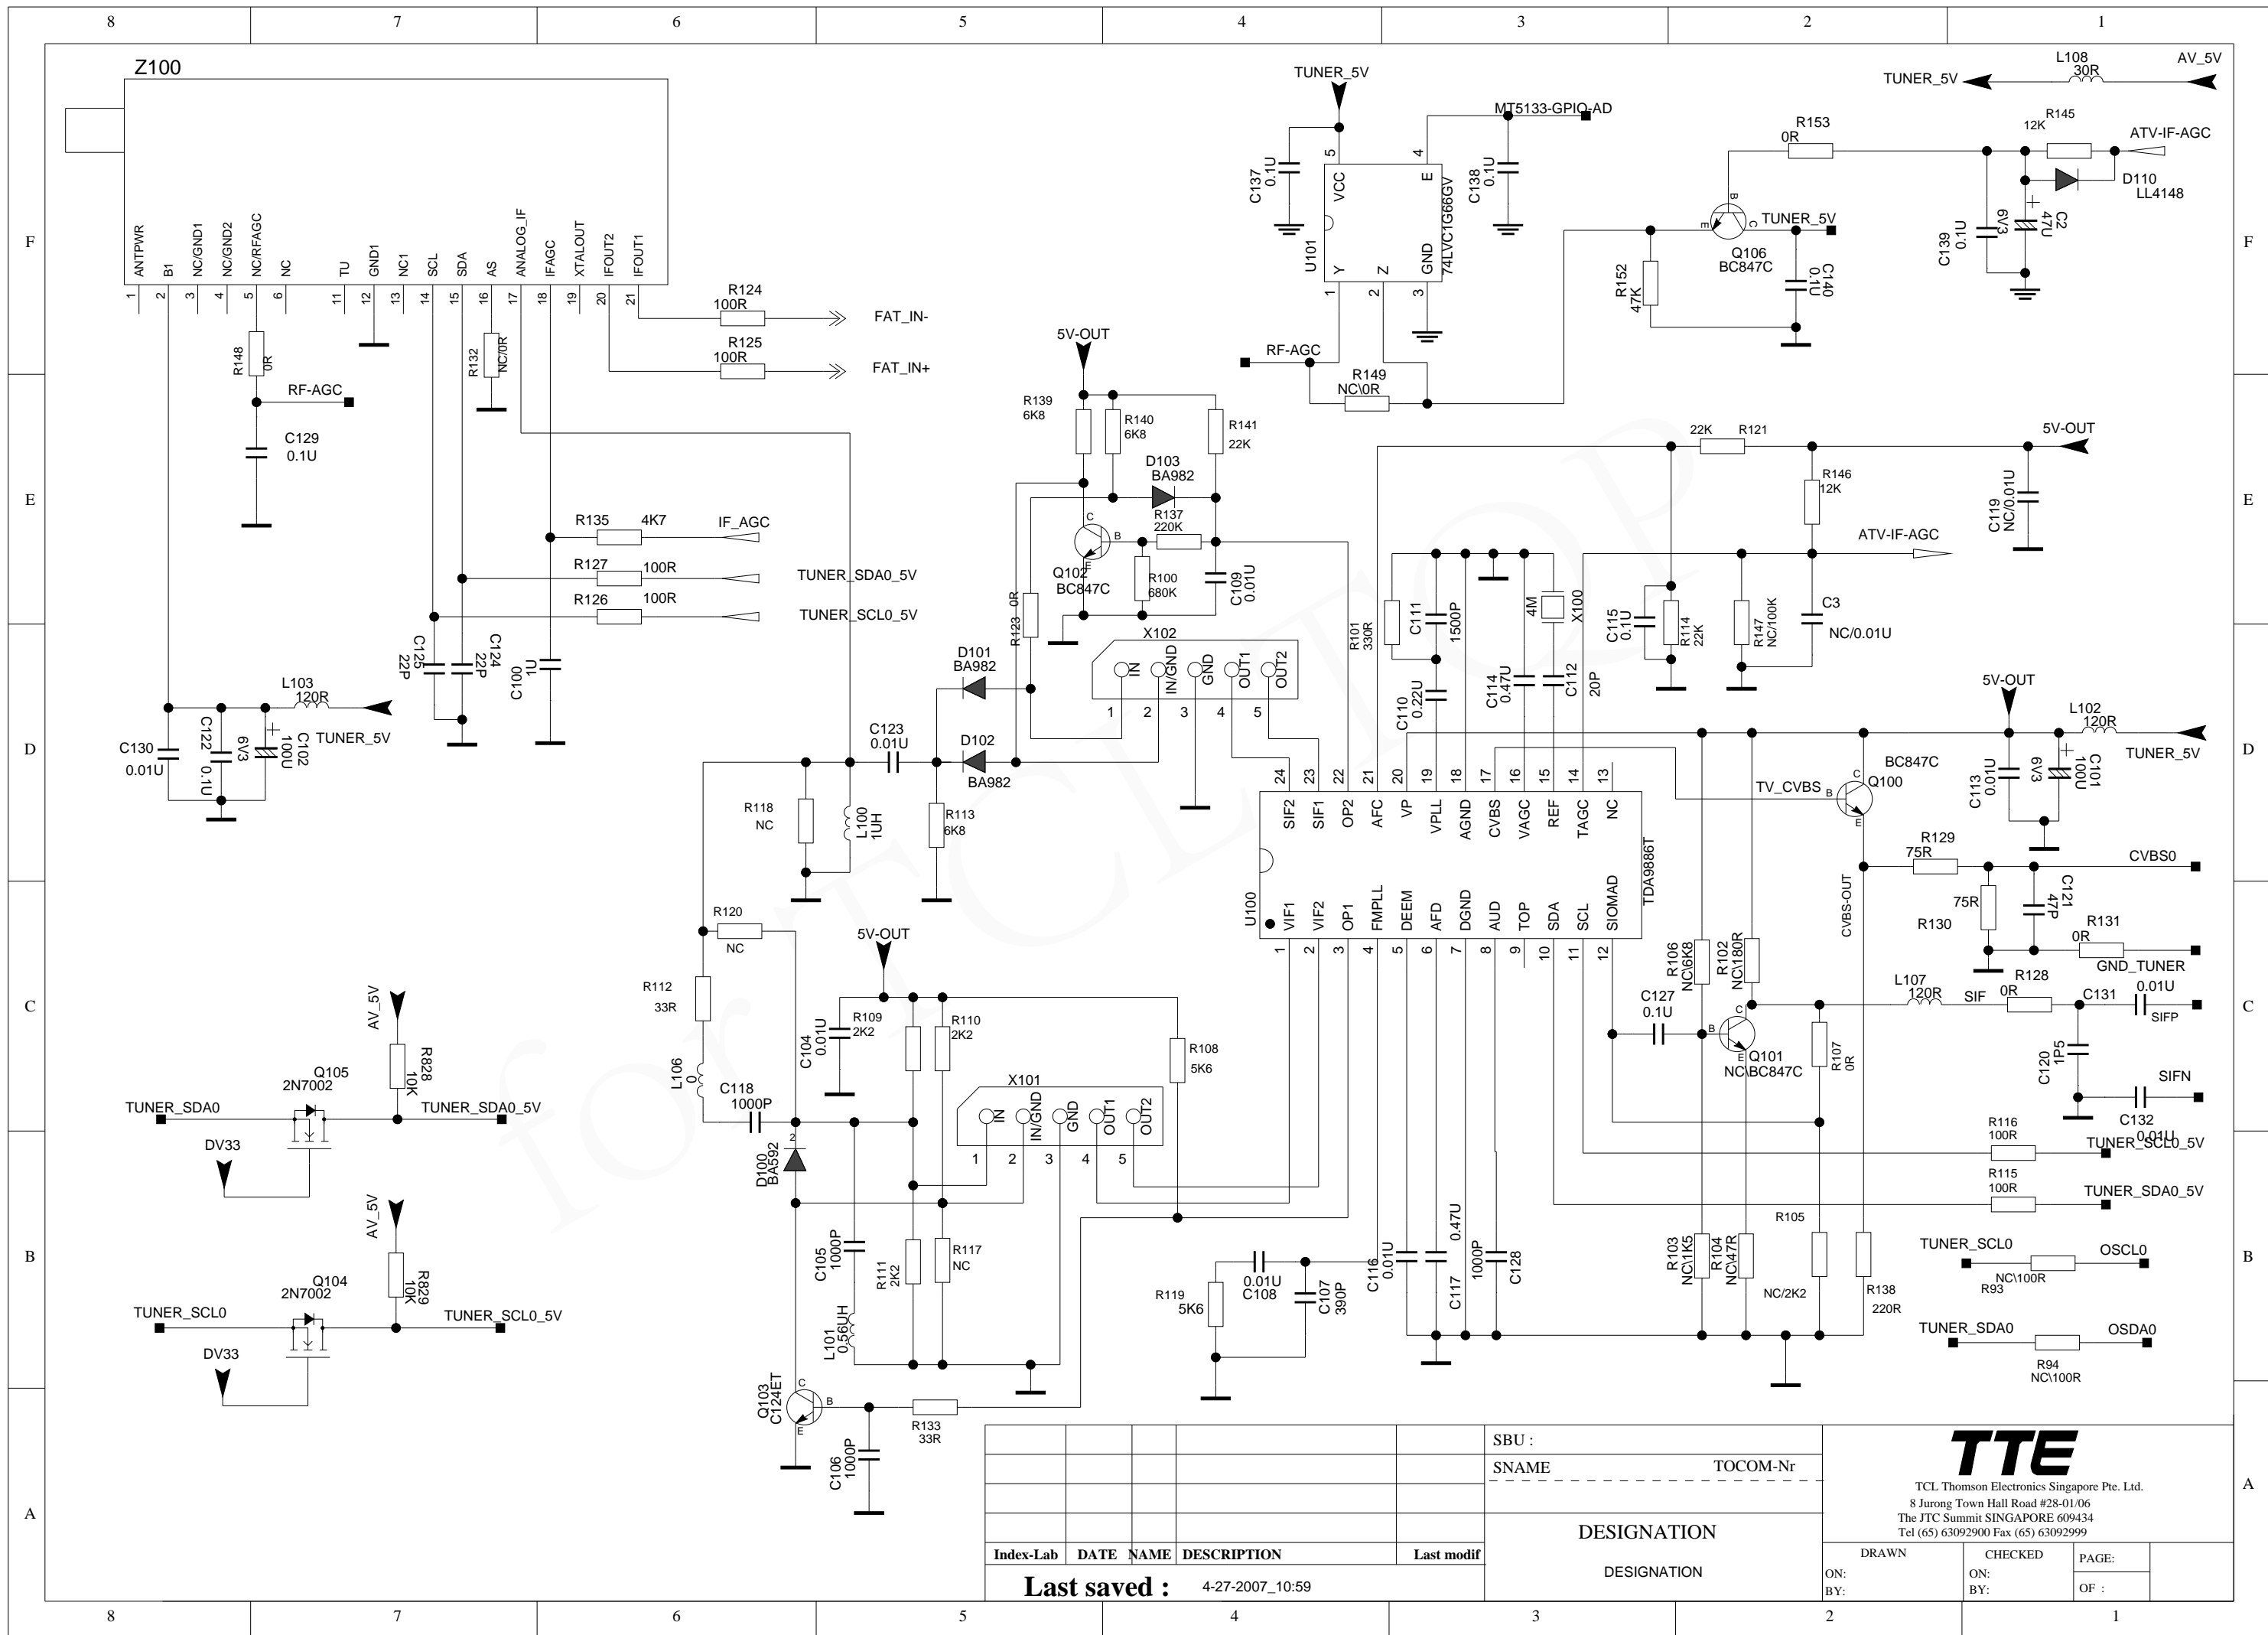 8 7 6 5 4 3 2 1
F F
E E
D D
C C
B B
A A
8 7 6 5 4 3 2 1
for TCLTQP
Z100
ANTPWR B1 NC/GND1 NC/GND2 NC/RFAGC NC TU GND1 NC1 SCL SDA AS ANALOG_IF IFAGC XTALOUT IFOUT2 IFOUT1
1 2 3 4 5 6 11 12 13 14 15 16 17 18 19 20 21
R124
100R
FAT_IN-
R125
100R
FAT_IN+
R148
0R
RF-AGC
C129
0.1U
R132
NC/0R
R135 4K7 IF_AGC
R127 100R TUNER_SDA0_5V
R126 100R TUNER_SCL0_5V
C125
22P
C124
22P
C100
1U
L103
120R
TUNER_5V
C130
0.01U
C122
0.1U
6V3
C102
100U
TUNER_5V
C137
0.1U
MT5133-GPIO-AD
C138
0.1U
5 4
VCC E
U101
74LVC1G66GV
Y Z GND
1 2 3
RF-AGC
R149
NC\0R
L108
30R
AV_5V
TUNER_5V
R153
0R
R145
12K
ATV-IF-AGC
D110
LL4148
B
E
C
TUNER_5V
Q106
BC847C
R152
47K
C140
0.1U
C139
0.1U
6V3
C2
47U
5V-OUT
R139
6K8
R140
6K8
R141
22K
D103
BA982
R137
220K
C
B
E
Q102
BC847C
R100
680K
C109
0.01U
R123 0R
D101
BA982
D102
BA982
C123
0.01U
R113
6K8
R118
NC
L100
1UH
X102
IN IN/GND GND OUT1 OUT2
1 2 3 4 5
22K R121
5V-OUT
R146
12K
C119
NC/0.01U
ATV-IF-AGC
R101
330R
C111
1500P
4M
X100
C115
0.1U
R114
22K
R147
NC/100K
C3
NC/0.01U
C110
0.22U
C114
0.47U
C112
20P
24 23 22 21 20 19 18 17 16 15 14 13
SIF2 SIF1 OP2 AFC VP VPLL AGND CVBS VAGC REF TAGC NC
U100
TDA9886T
VIF1 VIF2 OP1 FMPLL DEEM AFD DGND AUD TOP SDA SCL SIOMAD
1 2 3 4 5 6 7 8 9 10 11 12
5V-OUT
L102
120R
TUNER_5V
C113
0.01U
6V3
C101
100U
BC847C
C
Q100
TV_CVBS B
E
R129
75R
CVBS0
CVBS-OUT
75R
R130
C121
47P
R131
0R
GND_TUNER
R106
NC\6K8
R102
NC\180R
C127
0.1U
C
B
E Q101
NC\BC847C
R107
0R
L107
120R
SIF
R128
0R
C131
0.01U
SIFP
C120
1P5
SIFN
C132
0.01U
R116
100R
TUNER_SCL0_5V
R115
100R
TUNER_SDA0_5V
R103
NC\1K5
R104
NC\47R
R105
NC/2K2
R138
220R
TUNER_SCL0 OSCL0
NC\100R
R93
TUNER_SDA0 OSDA0
R94
NC\100R
R120
NC
R112
33R
L106
0
C118
1000P
5V-OUT
C104
0.01U
R109
2K2
R110
2K2
R108
5K6
X101
IN IN/GND GND OUT1 OUT2
1 2 3 4 5
2
D100
BA592
C105
1000P
R111
2K2
R117
NC
L101
0.56UH
R119
5K6
0.01U
C108
C107
390P
C116
0.01U
C117
0.47U
1000P
C128
Q103
C124ET
C
B
E
R133
33R
C106
1000P
AV_5V
R828
10K
Q105
2N7002
TUNER_SDA0 TUNER_SDA0_5V
DV33
AV_5V
R829
10K
Q104
2N7002
TUNER_SCL0 TUNER_SCL0_5V
DV33
SBU :
SNAME TOCOM-Nr
DESIGNATION
DESIGNATION
Index-Lab DATE NAME DESCRIPTION Last modif
Last saved : 4-27-2007_10:59
TTE
TCL Thomson Electronics Singapore Pte. Ltd.
8 Jurong Town Hall Road #28-01/06
The JTC Summit SINGAPORE 609434
Tel (65) 63092900 Fax (65) 63092999
DRAWN CHECKED PAGE:
ON: ON:
BY: BY: OF :